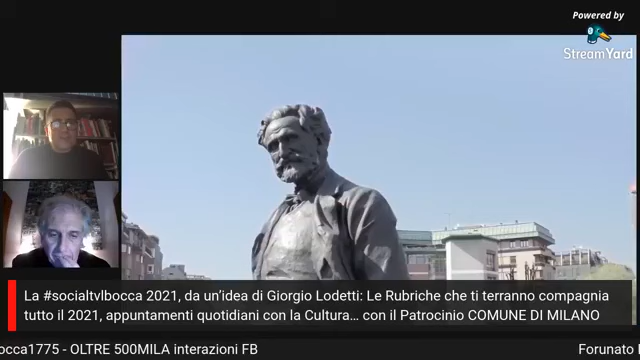 Powered by
StreamYard
La #socialtvlbocca 2021, da un'idea di Giorgio Lodetti: Le Rubriche che ti terranno compagnia
tutto il 2021, appuntamenti quotidiani con la Cultura... con il Patrocinio COMUNE DI MILANO
occa1775 - OLTRE 500MILA interazioni FB
Forunato